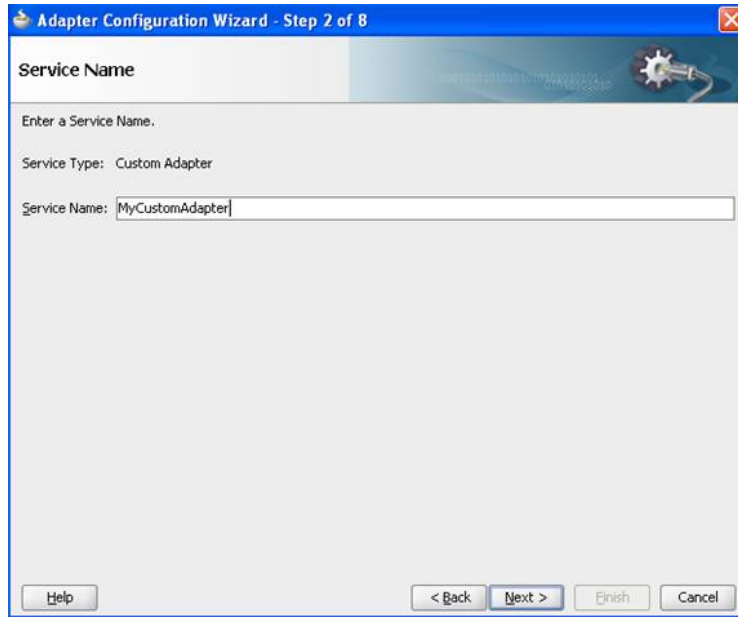 Adapter Configuration Wizard - Step 2 of 8
Service Name
Enter a Service Name.
Service Type: Custom Adapter
Service Name: MyCustomAdapter
Help
< Back
Next >
Finish
Cancel